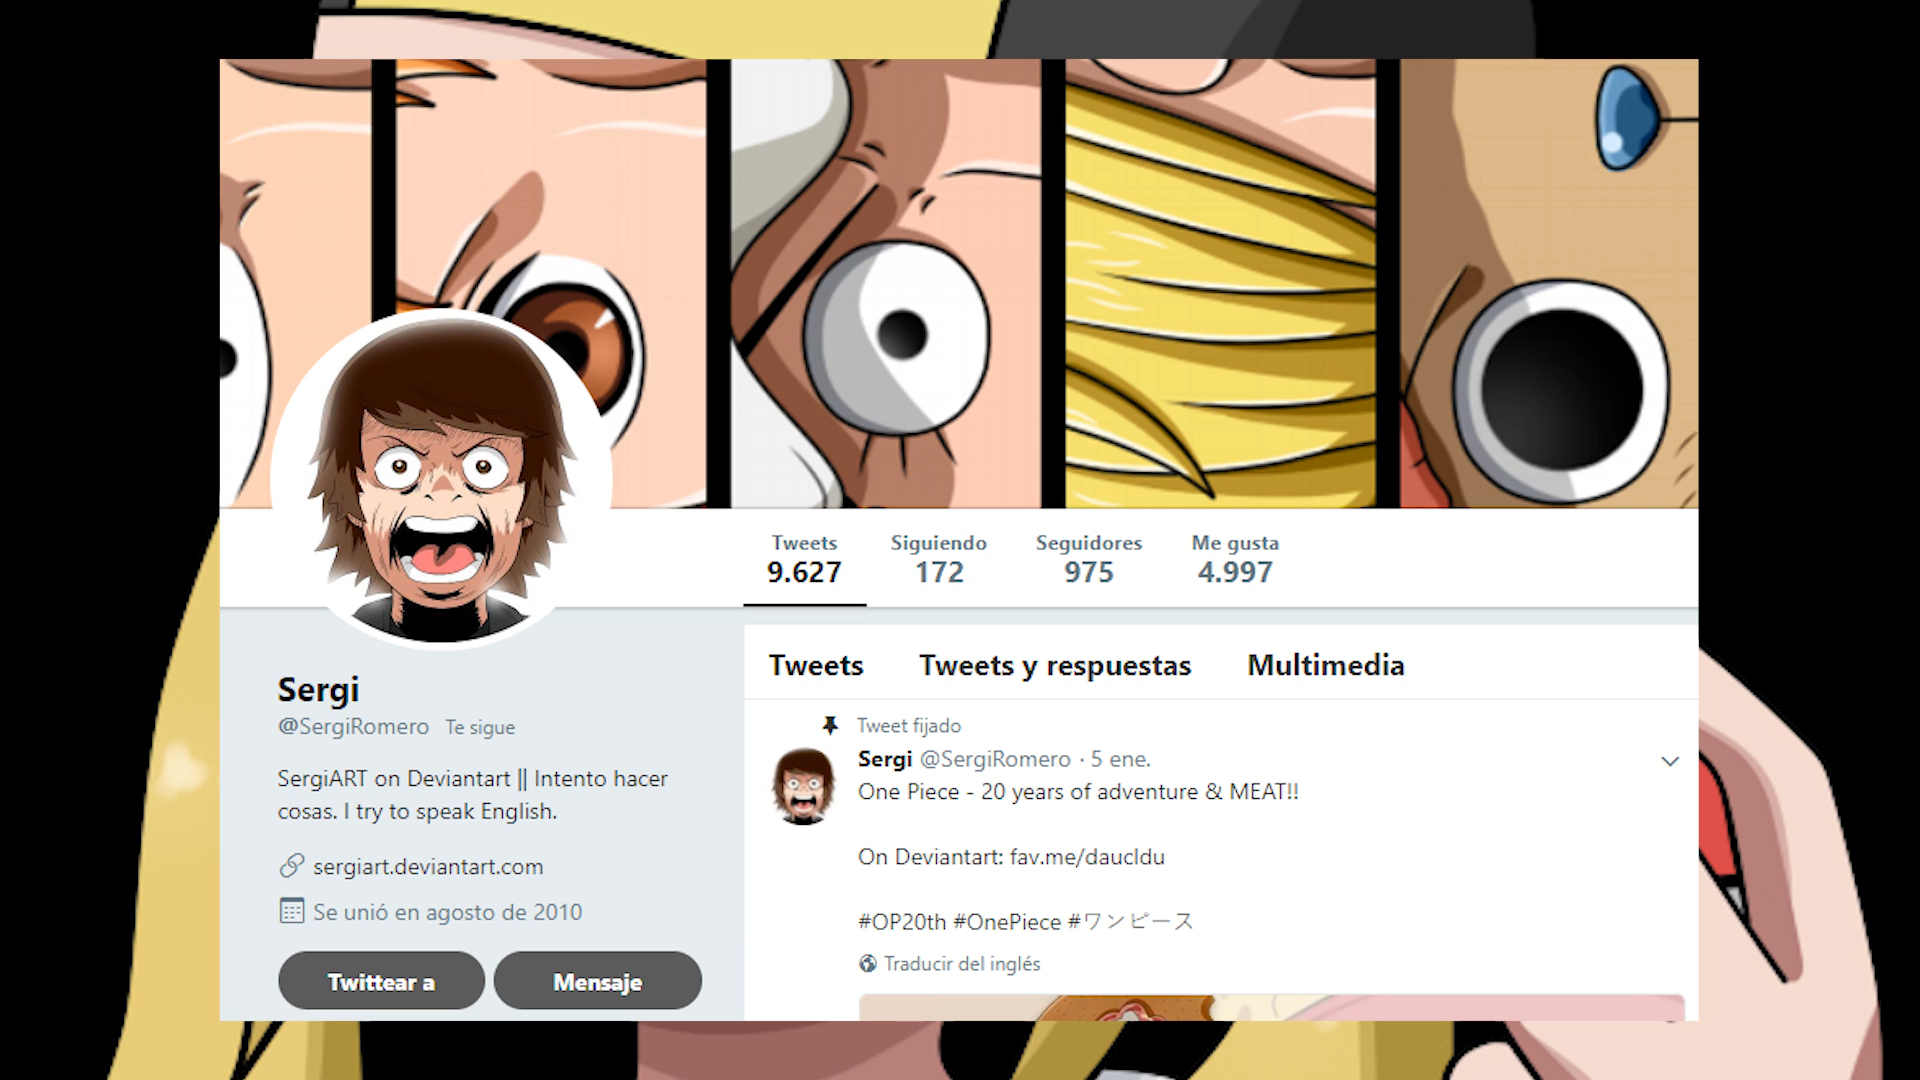 Tweets Siguiendo Seguidores Me gusta
9.627 172 975 4.997
Tweets Tweets y respuestas Multimedia
Sergi
@SergiRomero Te sigue
SergiART on Deviantart || Intento hacer
cosas. I try to speak English.
sergiart.deviantart.com
Se unió en agosto de 2010
Twittear a Mensaje
Tweet fijado
Sergi @SergiRomero · 5 ene.
One Piece - 20 years of adventure & MEAT!!
On Deviantart: fav.me/daucldu
#OP20th #OnePiece #ワンピース
Traducir del inglés